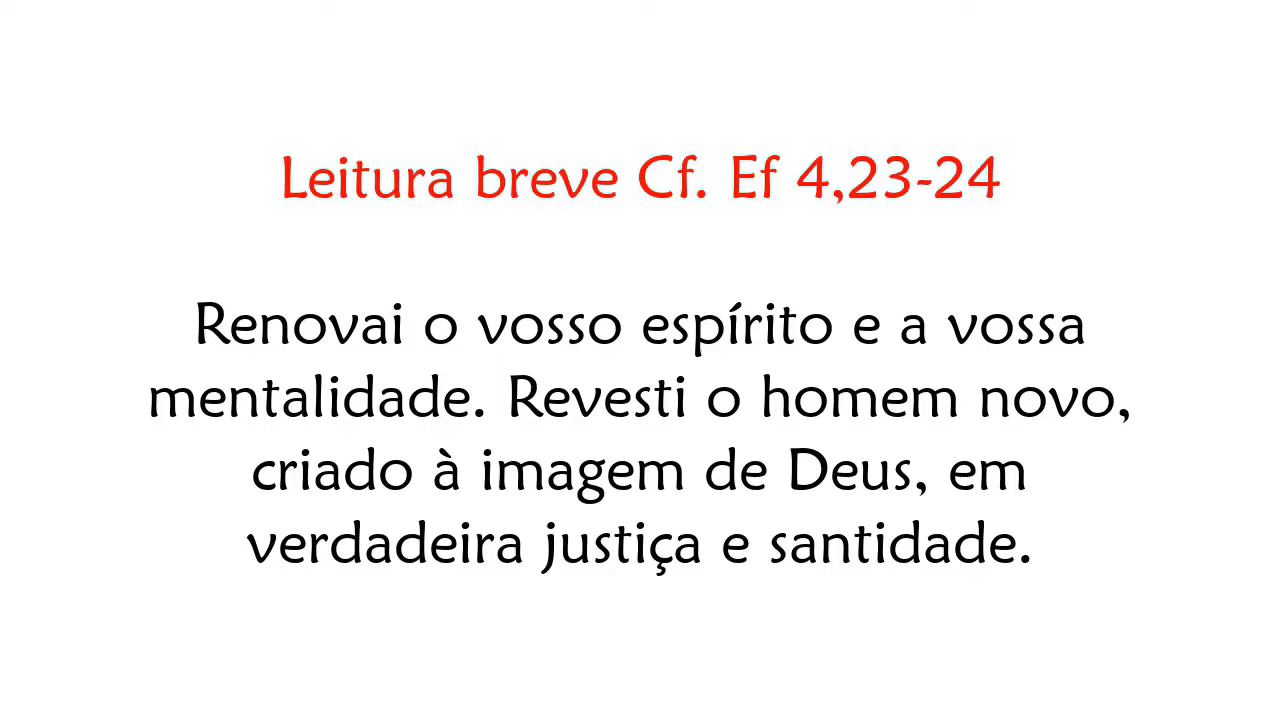 Leitura breve Cf. Ef 4,23-24
Renovai o vosso espírito e a vossa
mentalidade. Revesti o homem novo,
criado à imagem de Deus, em
verdadeira justiça e santidade.